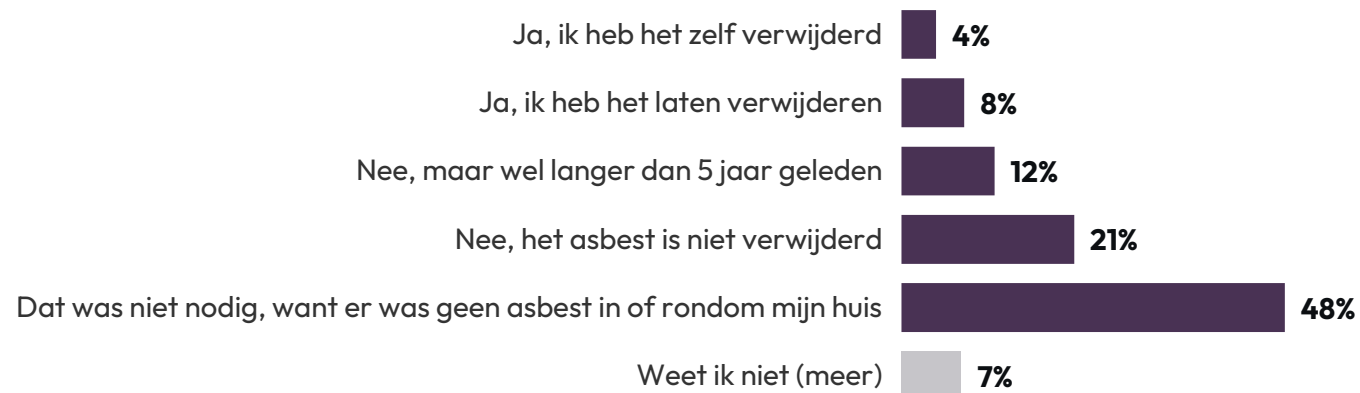 Ja, ik heb het zelf verwijderd 4%
Ja, ik heb het laten verwijderen 8%
Nee, maar wel langer dan 5 jaar geleden 12%
Nee, het asbest is niet verwijderd 21%
Dat was niet nodig, want er was geen asbest in of rondom mijn huis 48%
Weet ik niet (meer) 7%